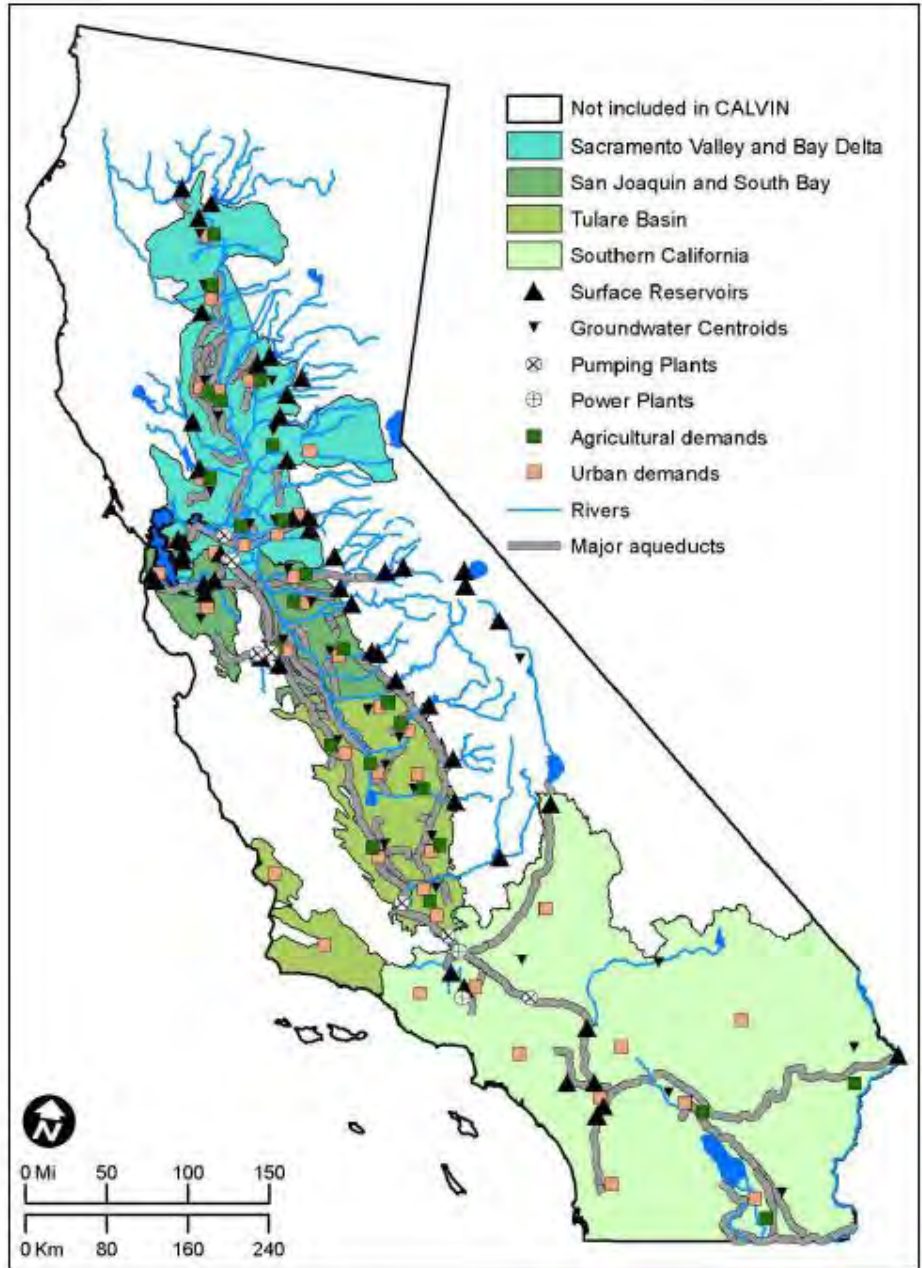 Not included in CALVIN
Sacramento Valley and Bay Delta
San Joaquin and South Bay
Tulare Basin
Southern California
Surface Reservoirs
Groundwater Centroids
Pumping Plants
Power Plants
Agricultural demands
Urban demands
Rivers
Major aqueducts
N
0 Mi 50 100 150
0 Km 80 160 240